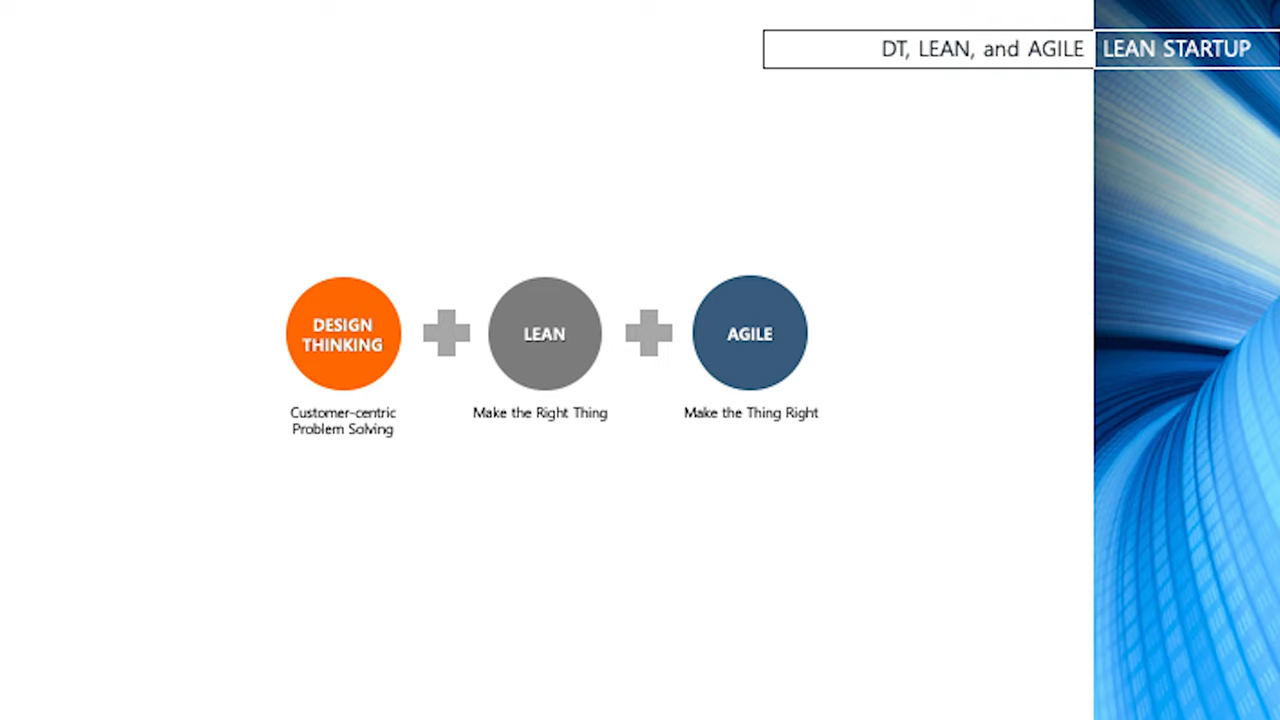 DT, LEAN, and AGILE LEAN STARTUP
DESIGN
THINKING
LEAN
AGILE
Customer-centric
Problem Solving
Make the Right Thing
Make the Thing Right